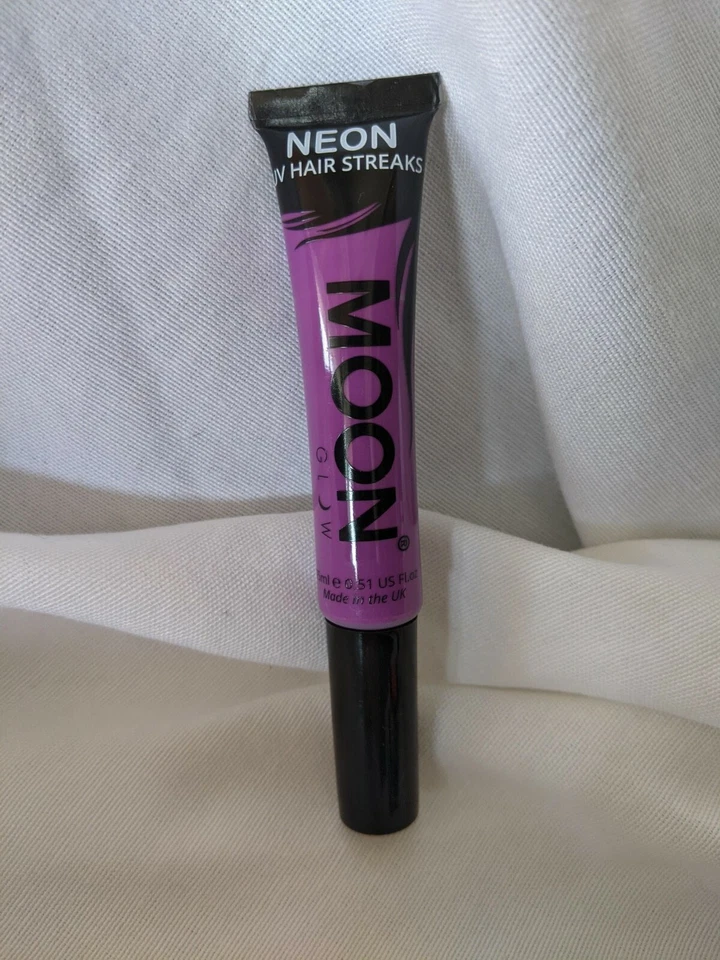 NEON
UV HAIR STREAKS
MOON®
GLOW
ml e 0.51 US Fl.oz
Made in the UK